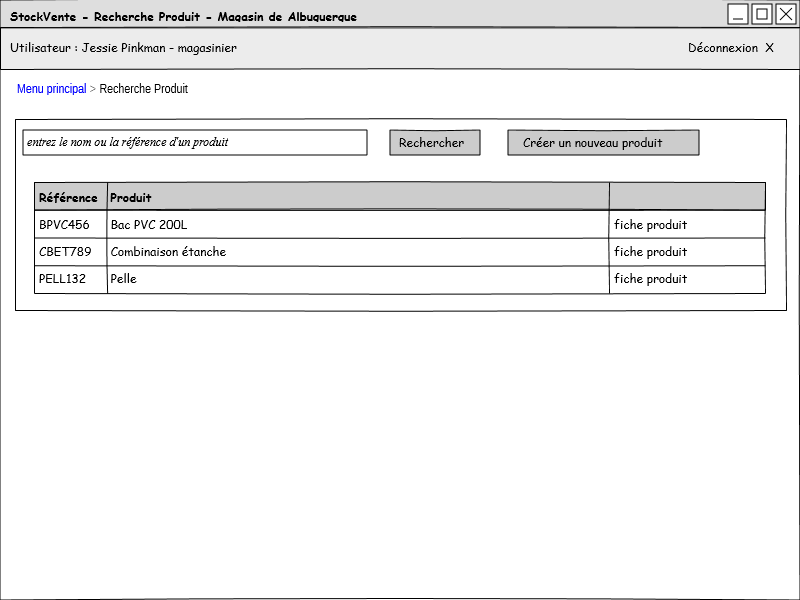 StockVente - Recherche Produit - Magasin de Albuquerque
Utilisateur : Jessie Pinkman - magasinier Déconnexion X
Menu principal > Recherche Produit
entrez le nom ou la référence d'un produit Rechercher Créer un nouveau produit
Référence Produit
BPVC456 Bac PVC 200L fiche produit
CBET789 Combinaison étanche fiche produit
PELL132 Pelle fiche produit